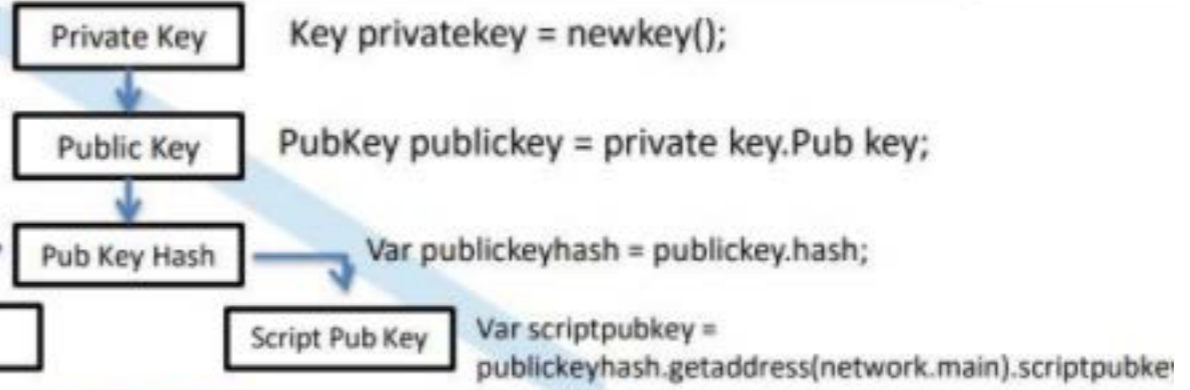 Private Key
Key privatekey = newkey();
Public Key
PubKey publickey = private key.Pub key;
Pub Key Hash
Var publickeyhash = publickey.hash;
Script Pub Key
Var scriptpubkey =
publickeyhash.getaddress(network.main).scriptpubke